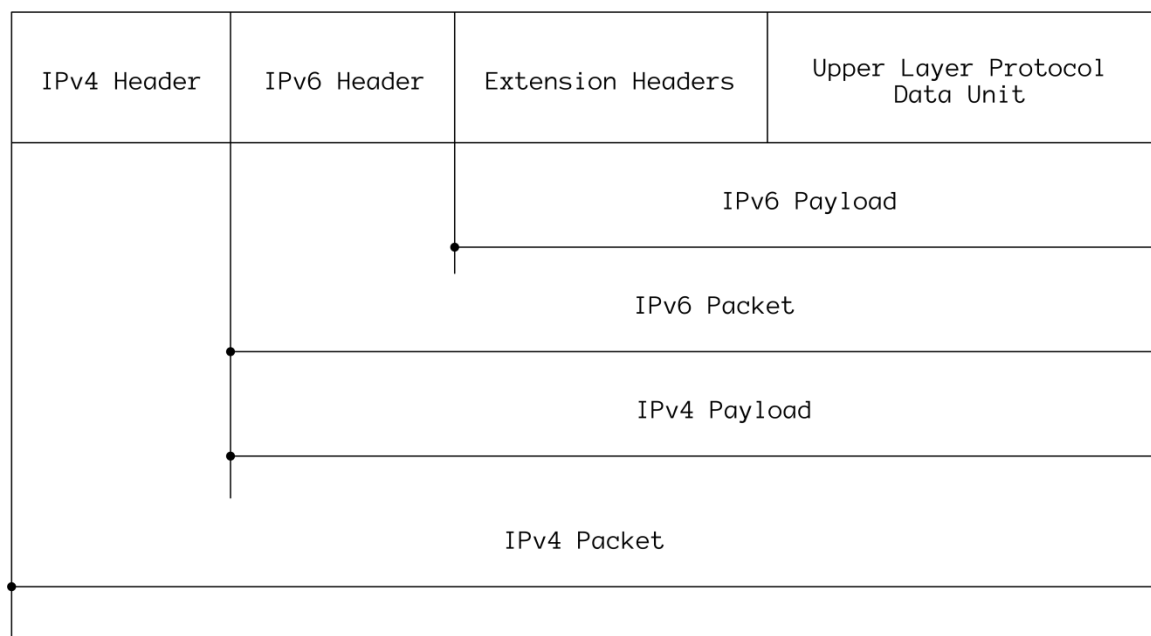 IPv4 Header
IPv6 Header
Extension Headers
Upper Layer Protocol
Data Unit
IPv6 Payload
IPv6 Packet
IPv4 Payload
IPv4 Packet